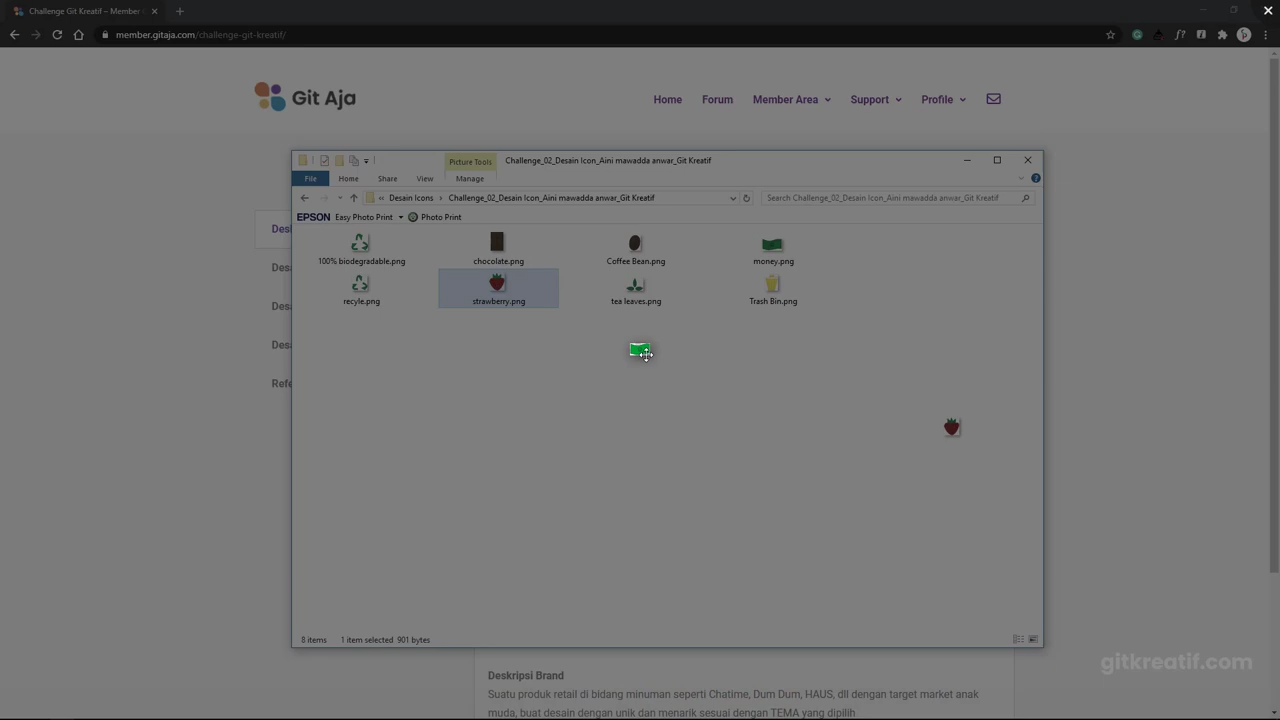 Challenge Git Kreatif – Member
member.gitaja.com/challenge-git-kreatif/
Git Aja
Home
Forum
Member Area
Support
Profile
Picture Tools
Challenge_02_Desain Icon_Aini mawadda anwar_Git Kreatif
File
Home
Share
View
Manage
« Desain Icons › Challenge_02_Desain Icon_Aini mawadda anwar_Git Kreatif
Search Challenge_02_Desain Icon_Aini mawadda anwar_Git Kreatif
EPSON Easy Photo Print
Photo Print
100% biodegradable.png
chocolate.png
Coffee Bean.png
money.png
recyle.png
strawberry.png
tea leaves.png
Trash Bin.png
8 items
1 item selected 901 bytes
gitkreatif.com
Deskripsi Brand
Suatu produk retail di bidang minuman seperti Chatime, Dum Dum, HAUS, dll dengan target market anak
muda, buat desain dengan unik dan menarik sesuai dengan TEMA yang dipilih